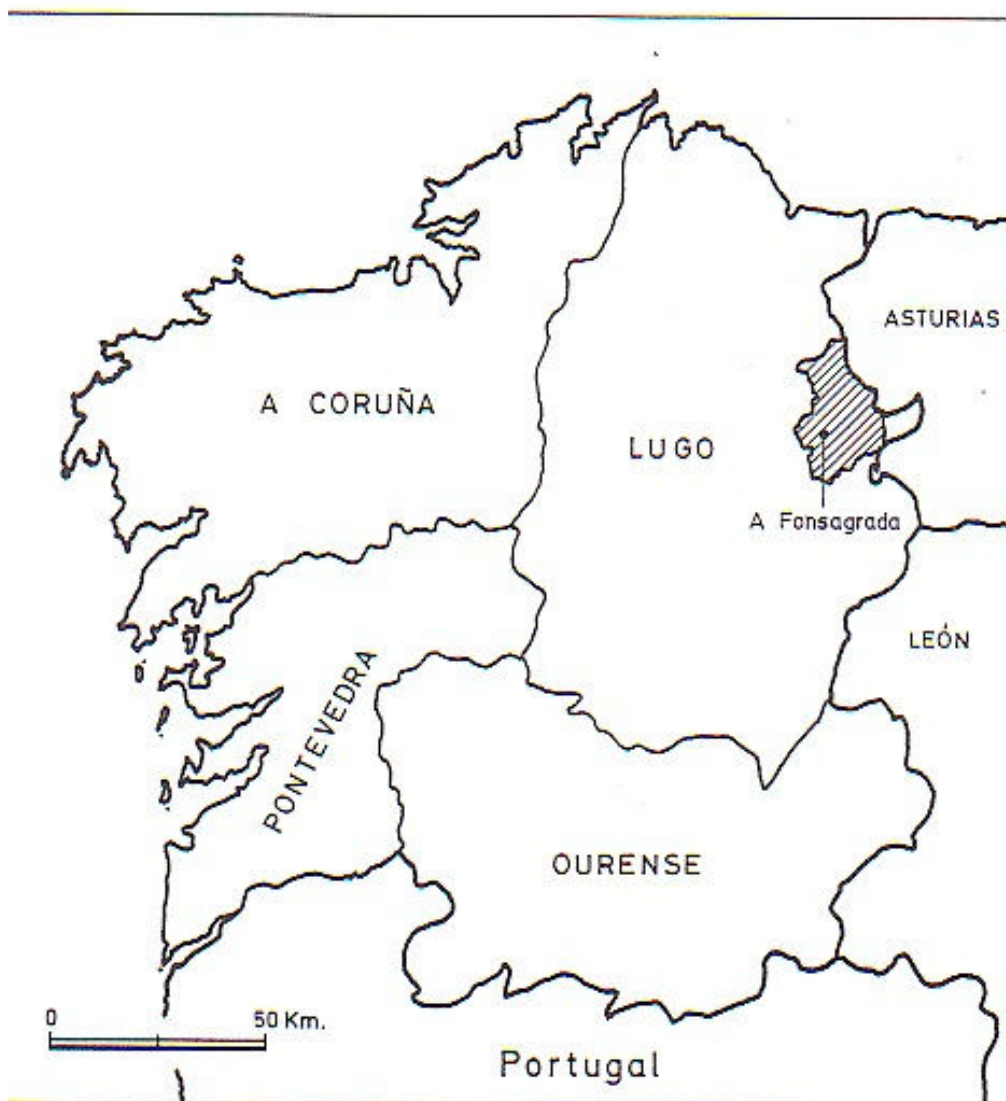 ASTURIAS
A CORUÑA
LUGO
A Fonsagrada
LEÓN
PONTEVEDRA
OURENSE
0 50 Km.
Portugal